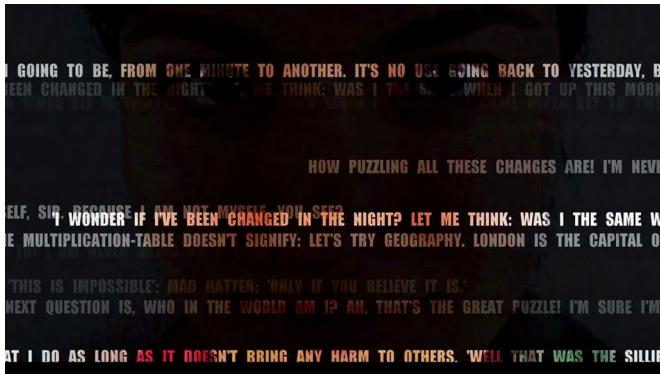 GOING TO BE, FROM ONE MINUTE TO ANOTHER. IT'S NO USE GOING BACK TO YESTERDAY, B
EEN CHANGED IN THE NIGHT ME THINK: WAS I THE WHEN I GOT UP THIS MORN
HOW PUZZLING ALL THESE CHANGES ARE! I'M NEVE
ELF, SIR, BECAUSE I AM NOT MYSELF, YOU SEE?
'I WONDER IF I'VE BEEN CHANGED IN THE NIGHT? LET ME THINK: WAS I THE SAME W
E MULTIPLICATION-TABLE DOESN'T SIGNIFY: LET'S TRY GEOGRAPHY. LONDON IS THE CAPITAL O
'THIS IS IMPOSSIBLE': MAD HATTER: 'ONLY IF YOU BELIEVE IT IS.'
NEXT QUESTION IS, WHO IN THE WORLD AM I? AH, THAT'S THE GREAT PUZZLE! I'M SURE I'M
AT I DO AS LONG AS IT DOESN'T BRING ANY HARM TO OTHERS. 'WELL THAT WAS THE SILLIE